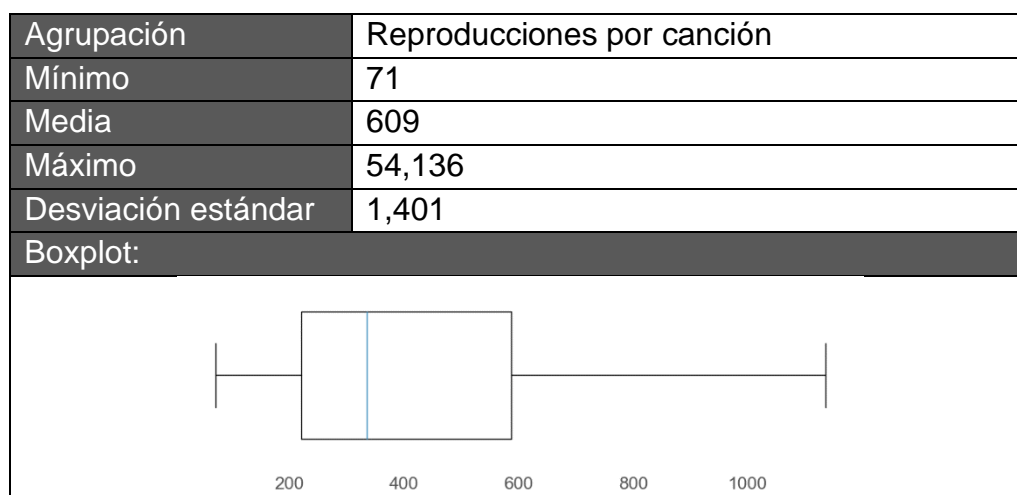 Agrupación Reproducciones por canción
Mínimo 71
Media 609
Máximo 54,136
Desviación estándar 1,401
Boxplot:
200 400 600 800 1000